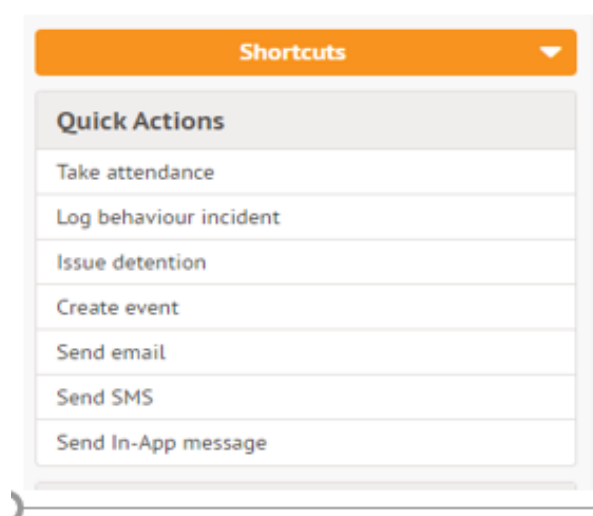 Shortcuts
Quick Actions
Take attendance
Log behaviour incident
Issue detention
Create event
Send email
Send SMS
Send In-App message